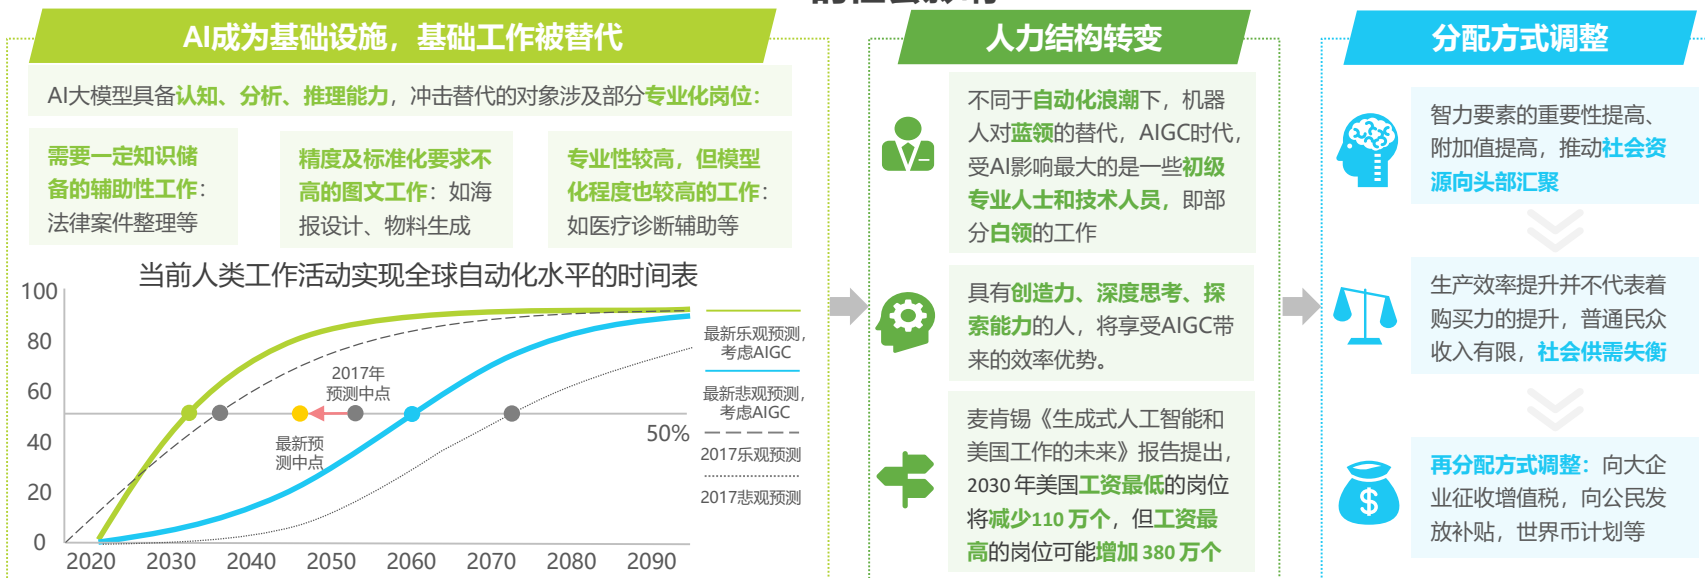 AI成为基础设施，基础工作被替代
AI大模型具备认知、分析、推理能力，冲击替代的对象涉及部分专业化岗位：
需要一定知识储
备的辅助性工作：
法律案件整理等
精度及标准化要求不
高的图文工作：如海
报设计、物料生成
专业性较高，但模型
化程度也较高的工作：
如医疗诊断辅助等
当前人类工作活动实现全球自动化水平的时间表
100
80
60
40
20
0
2020 2030 2040 2050 2060 2070 2080 2090
2017年
预测中点
最新预
测中点
50%
最新乐观预测，
考虑AIGC
最新悲观预测，
考虑AIGC
2017乐观预测
2017悲观预测
人力结构转变
不同于自动化浪潮下，机器
人对蓝领的替代，AIGC时代，
受AI影响最大的是一些初级
专业人士和技术人员，即部
分白领的工作
具有创造力、深度思考、探
索能力的人，将享受AIGC带
来的效率优势。
麦肯锡《生成式人工智能和
美国工作的未来》报告提出，
2030年美国工资最低的岗位
将减少110万个，但工资最
高的岗位可能增加380万个
分配方式调整
智力要素的重要性提高、
附加值提高，推动社会资
源向头部汇聚
生产效率提升并不代表着
购买力的提升，普通民众
收入有限，社会供需失衡
再分配方式调整：向大企
业征收增值税，向公民发
放补贴，世界币计划等
$